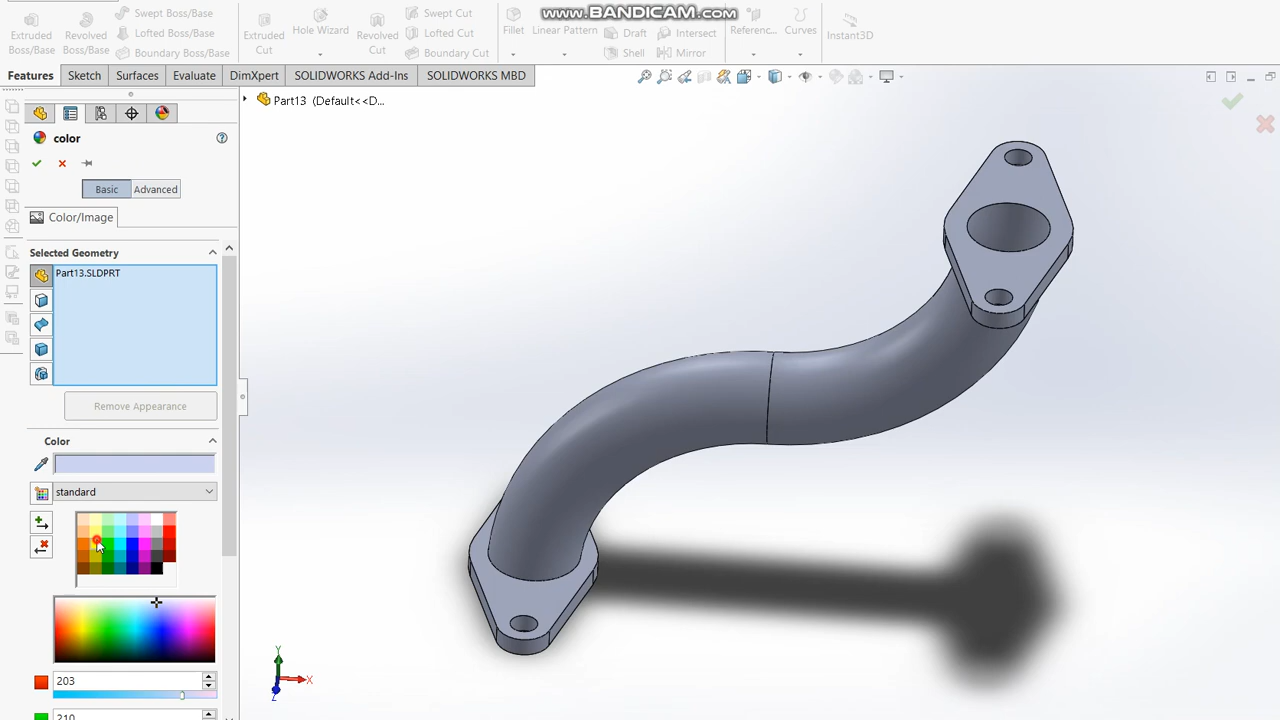 www.BANDICAM.com
Extruded Boss/Base
Revolved Boss/Base
Swept Boss/Base
Lofted Boss/Base
Boundary Boss/Base
Extruded Cut
Hole Wizard
Revolved Cut
Swept Cut
Lofted Cut
Boundary Cut
Fillet
Linear Pattern
Draft
Shell
Intersect
Mirror
Referenc...
Curves
Instant3D
Features
Sketch
Surfaces
Evaluate
DimXpert
SOLIDWORKS Add-Ins
SOLIDWORKS MBD
Part13 (Default<<D...
color
Basic
Advanced
Color/Image
Selected Geometry
Part13.SLDPRT
Remove Appearance
Color
standard
203
210
Y
X
Z